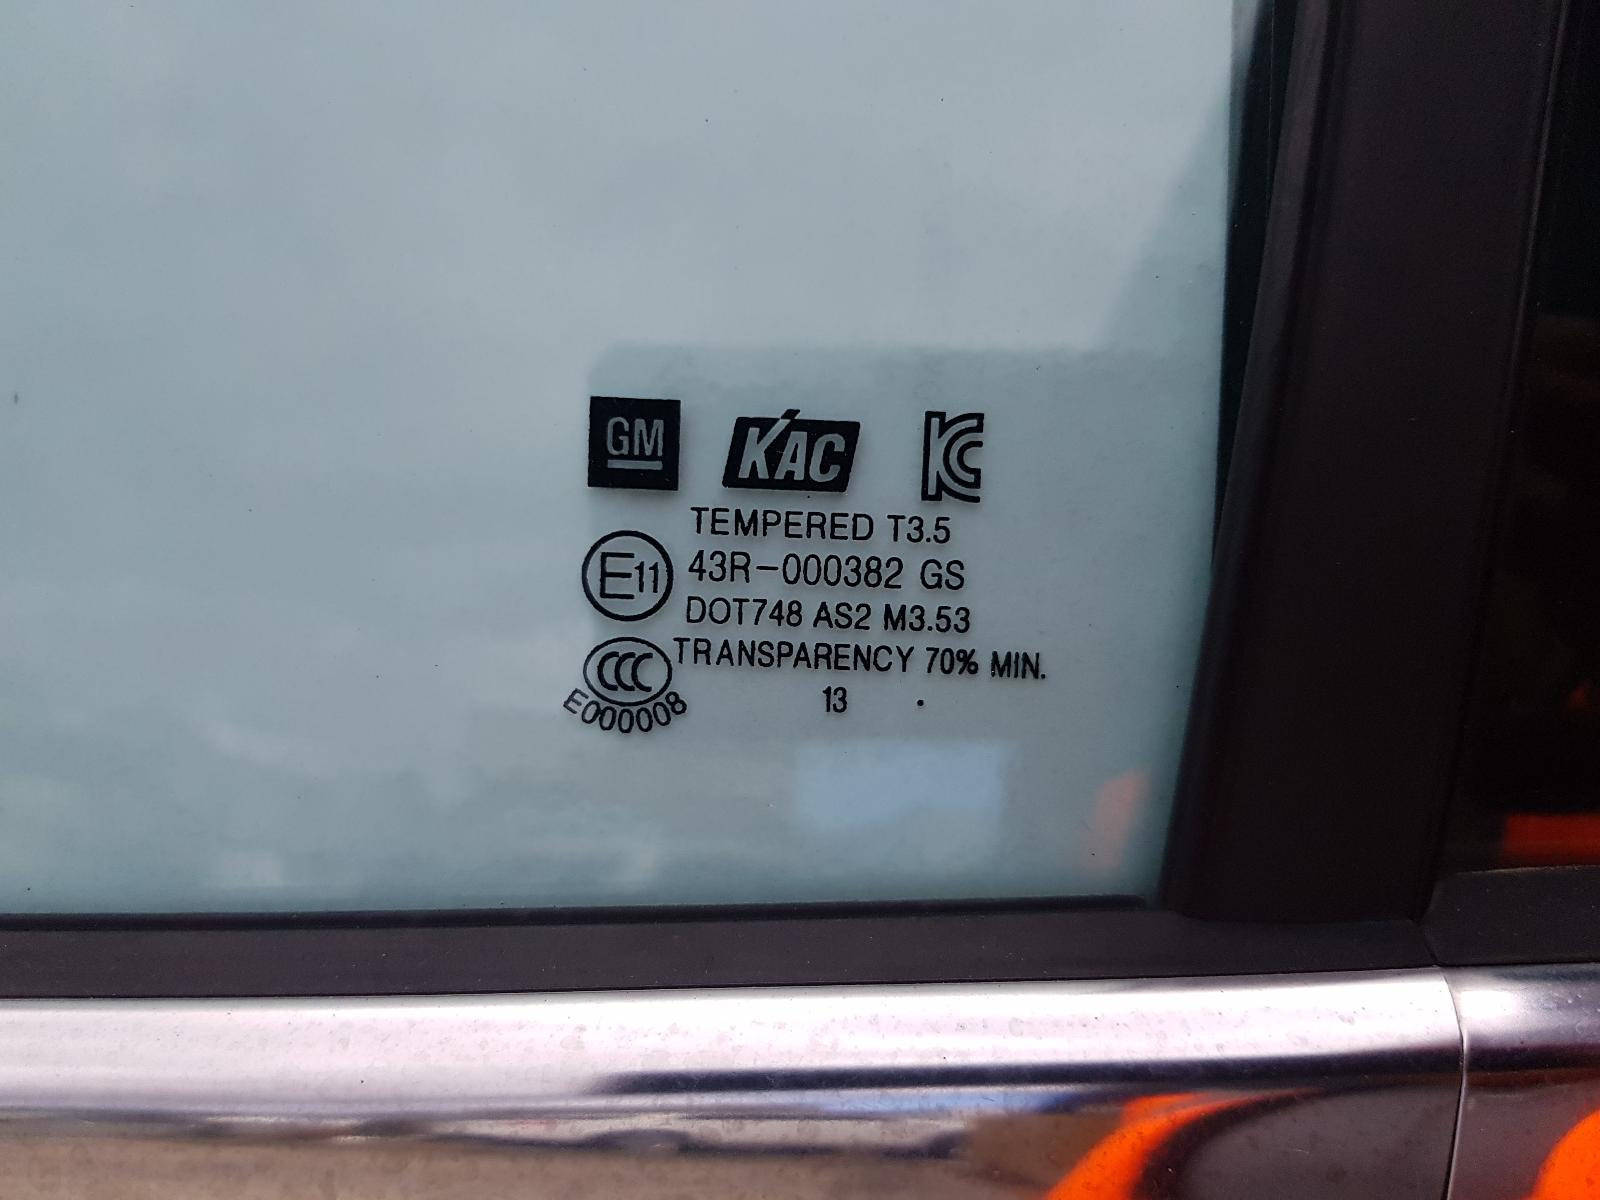 GM KAC KC
TEMPERED T3.5
E11 43R-000382 GS
DOT748 AS2 M3.53
CCC TRANSPARENCY 70% MIN.
E000008
13 .